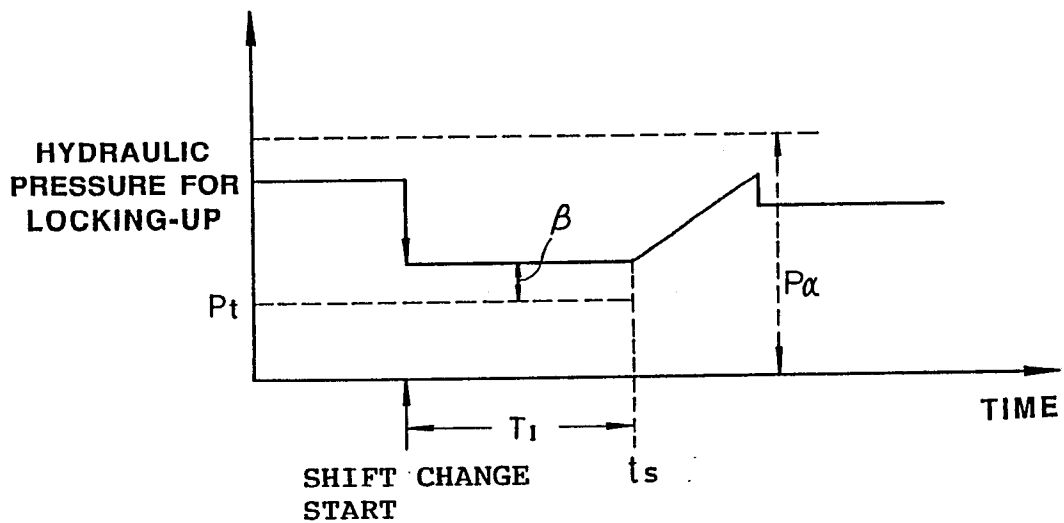 HYDRAULIC
PRESSURE FOR
LOCKING-UP
β
Pt
Pα
TIME
T1
ts
SHIFT CHANGE
START